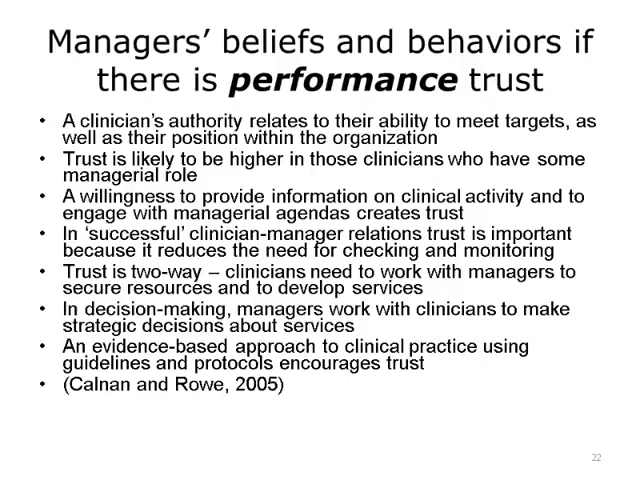 Managers’ beliefs and behaviors if
there is performance trust
• A clinician’s authority relates to their ability to meet targets, as
well as their position within the organization
• Trust is likely to be higher in those clinicians who have some
managerial role
• A willingness to provide information on clinical activity and to
engage with managerial agendas creates trust
• In ‘successful’ clinician-manager relations trust is important
because it reduces the need for checking and monitoring
• Trust is two-way – clinicians need to work with managers to
secure resources and to develop services
• In decision-making, managers work with clinicians to make
strategic decisions about services
• An evidence-based approach to clinical practice using
guidelines and protocols encourages trust
• (Calnan and Rowe, 2005)
22